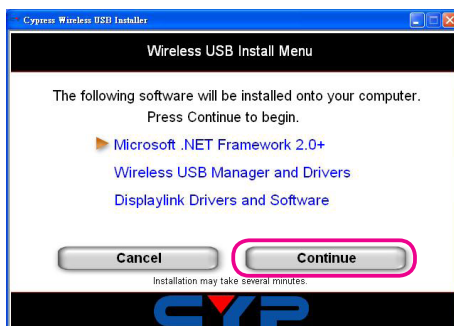 Cypress Wireless USB Installer
Wireless USB Install Menu
The following software will be installed onto your computer.
Press Continue to begin.
Microsoft .NET Framework 2.0+
Wireless USB Manager and Drivers
Displaylink Drivers and Software
Cancel Continue
Installation may take several minutes.
CYP